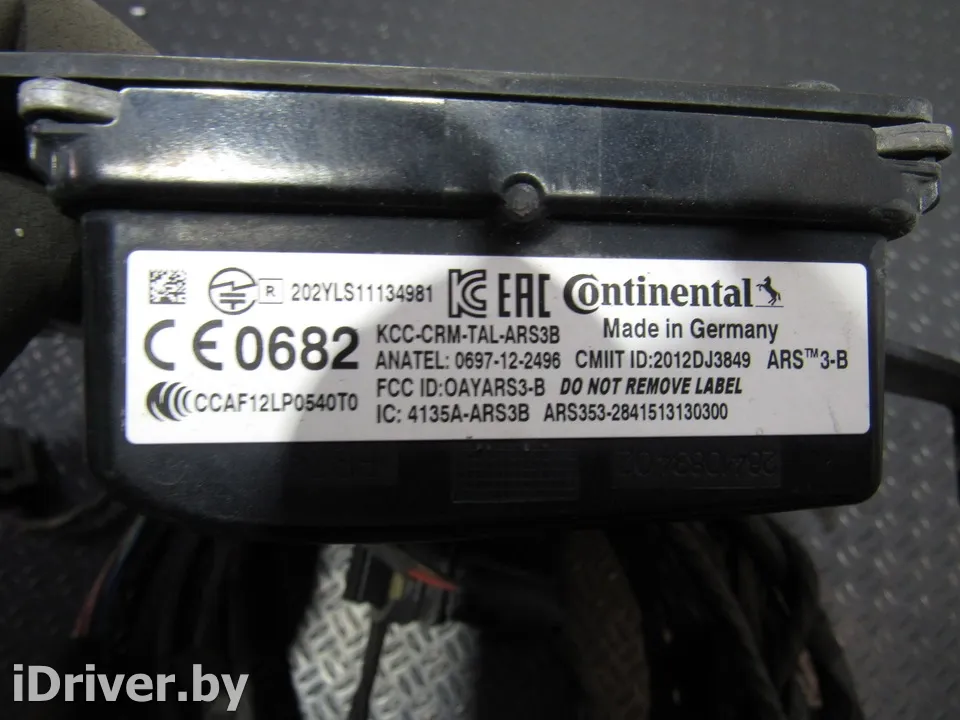 R 202YLS11134981 EAC Continental
CE 0682 KCC-CRM-TAL-ARS3B Made in Germany
ANATEL: 0697-12-2496 CMIIT ID:2012DJ3849 ARS™3-B
CCAF12LP0540T0 FCC ID:OAYARS3-B DO NOT REMOVE LABEL
IC: 4135A-ARS3B ARS353-2841513130300
iDriver.by